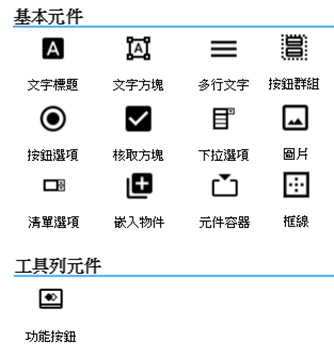 基本元件
A A
文字標題 文字方塊 多行文字 按鈕群組
按鈕選項 核取方塊 下拉選項 圖片
清單選項 嵌入物件 元件容器 框線
工具列元件
功能按鈕